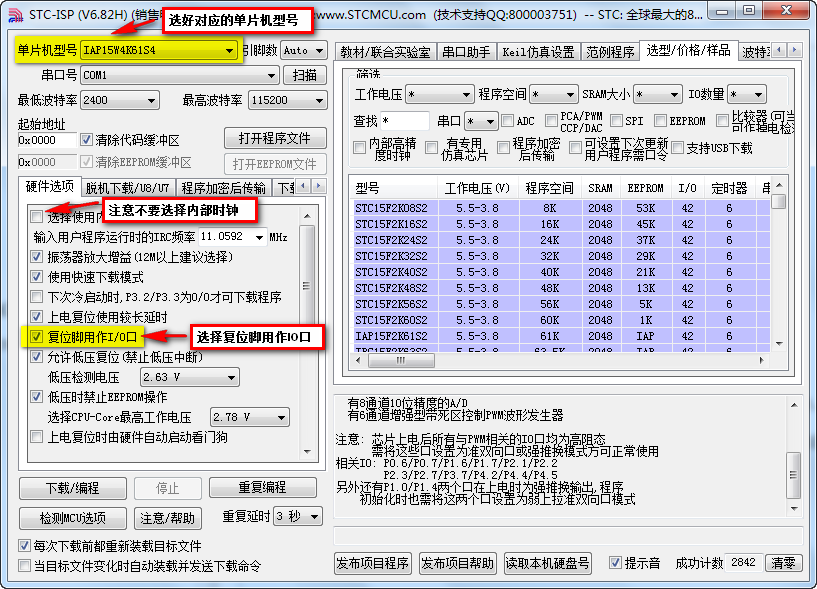 STC-ISP (V6.82H) (销售电
www.STCMCU.com (技术支持QQ:800003751) -- STC: 全球最大的8...
选好对应的单片机型号
单片机型号 IAP15W4K61S4 引脚数 Auto
串口号 COM1 扫描
最低波特率 2400 最高波特率 115200
起始地址
0x0000 清除代码缓冲区 打开程序文件
0x0000 清除EEPROM缓冲区 打开EEPROM文件
硬件选项 脱机下载/U8/U7 程序加密后传输 下载
选择使用内
注意不要选择内部时钟
输入用户程序运行时的IRC频率 11.0592 MHz
振荡器放大增益(12M以上建议选择)
使用快速下载模式
下次冷启动时,P3.2/P3.3为0/0才可下载程序
上电复位使用较长延时
复位脚用作I/O口
选择复位脚用作IO口
允许低压复位(禁止低压中断)
低压检测电压 2.63 V
低压时禁止EEPROM操作
选择CPU-Core最高工作电压 2.78 V
上电复位时由硬件自动启动看门狗
下载/编程 停止 重复编程
检测MCU选项 注意/帮助 重复延时 3 秒
每次下载前都重新装载目标文件
当目标文件变化时自动装载并发送下载命令
教材/联合实验室 串口助手 Keil仿真设置 范例程序 选型/价格/样品 波特率
筛选
工作电压 * 程序空间 * SRAM大小 * IO数量 *
查找 * 串口 * ADC PCA/PWM CCP/DAC SPI EEPROM 比较器(可当可作掉电检
内部高精度时钟 有专用仿真芯片 程序加密后传输 可设置下次更新用户程序需口令 支持USB下载
型号 工作电压(V) 程序空间 SRAM EEPROM I/O 定时器 串
STC15F2K08S2 5.5-3.8 8K 2048 53K 42 6
STC15F2K16S2 5.5-3.8 16K 2048 45K 42 6
STC15F2K24S2 5.5-3.8 24K 2048 37K 42 6
STC15F2K32S2 5.5-3.8 32K 2048 29K 42 6
STC15F2K40S2 5.5-3.8 40K 2048 21K 42 6
STC15F2K48S2 5.5-3.8 48K 2048 13K 42 6
STC15F2K56S2 5.5-3.8 56K 2048 5K 42 6
STC15F2K60S2 5.5-3.8 60K 2048 1K 42 6
IAP15F2K61S2 5.5-3.8 61K 2048 IAP 42 6
IRC15F2K63S2 5.5-3.8 63.5K 2048 IAP 42 6
有8通道10位精度的A/D
有8通道增强型带死区控制PWM波形发生器
注意: 芯片上电后所有与PWM相关的IO口均为高阻态
需将这些口设置为准双向口或强推换模式方可正常使用
相关IO: P0.6/P0.7/P1.6/P1.7/P2.1/P2.2
P2.3/P2.7/P3.7/P4.2/P4.4/P4.5
另外还有P1.0/P1.4两个口在上电时为强推换输出,程序
初始化时也需将这两个口设置为弱上拉准双向口模式
发布项目程序 发布项目帮助 读取本机硬盘号 提示音 成功计数 2842 清零